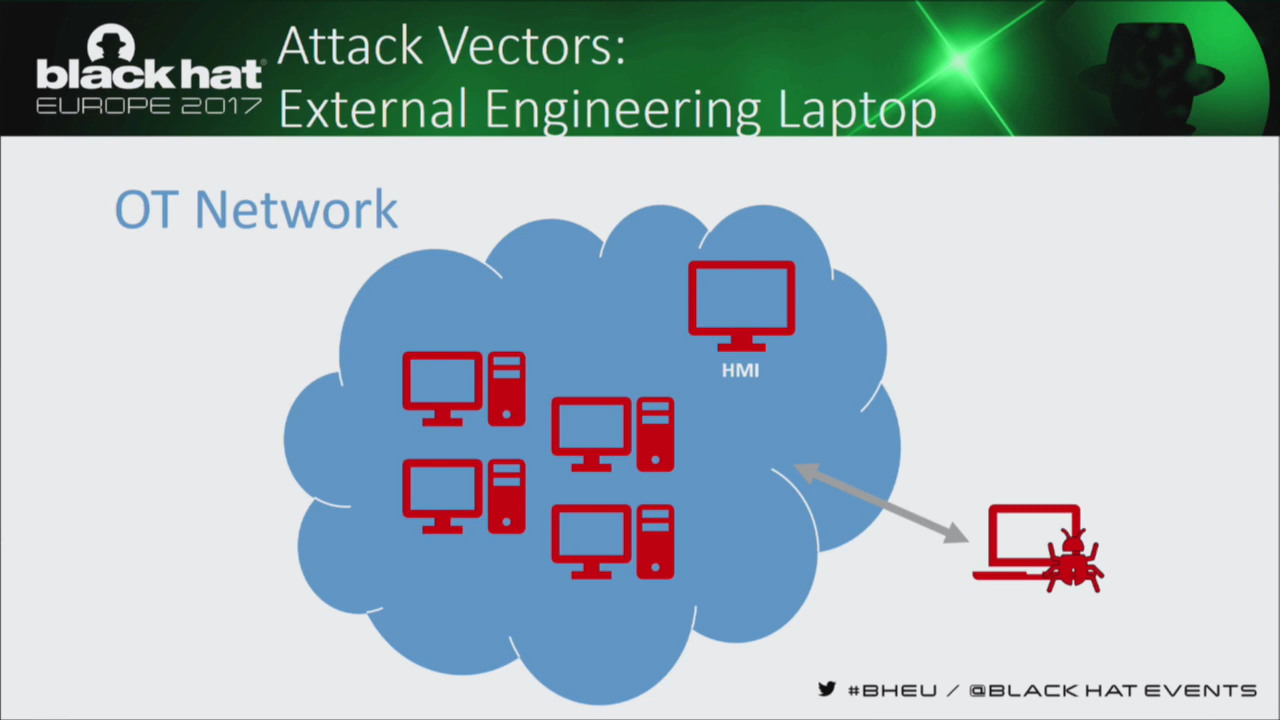 black hat
EUROPE 2017
Attack Vectors:
External Engineering Laptop
OT Network
HMI
#BHEU / @BLACK HAT EVENTS